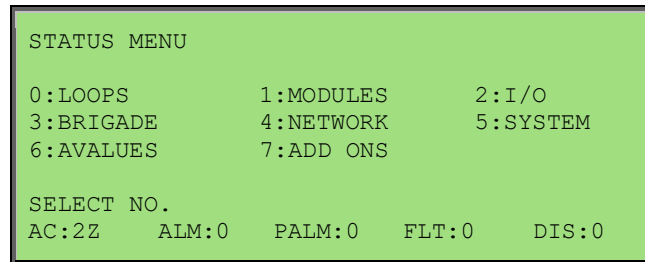 STATUS MENU
0:LOOPS 1:MODULES 2:I/O
3:BRIGADE 4:NETWORK 5:SYSTEM
6:AVALUES 7:ADD ONS
SELECT NO.
AC:2Z ALM:0 PALM:0 FLT:0 DIS:0